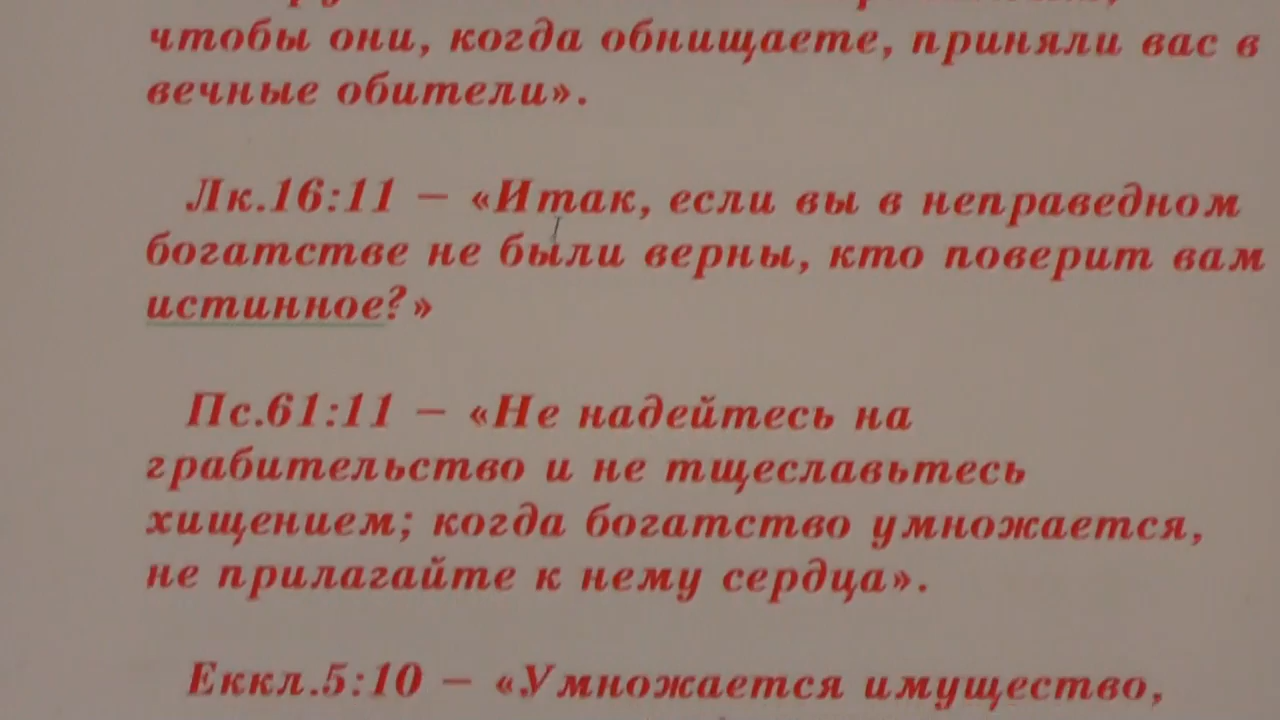 чтобы они, когда обнищаете, приняли вас в
вечные обители».
Лк.16:11 – «Итак, если вы в неправедном
богатстве не были верны, кто поверит вам
истинное?»
Пс.61:11 – «Не надейтесь на
грабительство и не тщеславьтесь
хищением; когда богатство умножается,
не прилагайте к нему сердца».
Еккл.5:10 – «Умножается имущество,